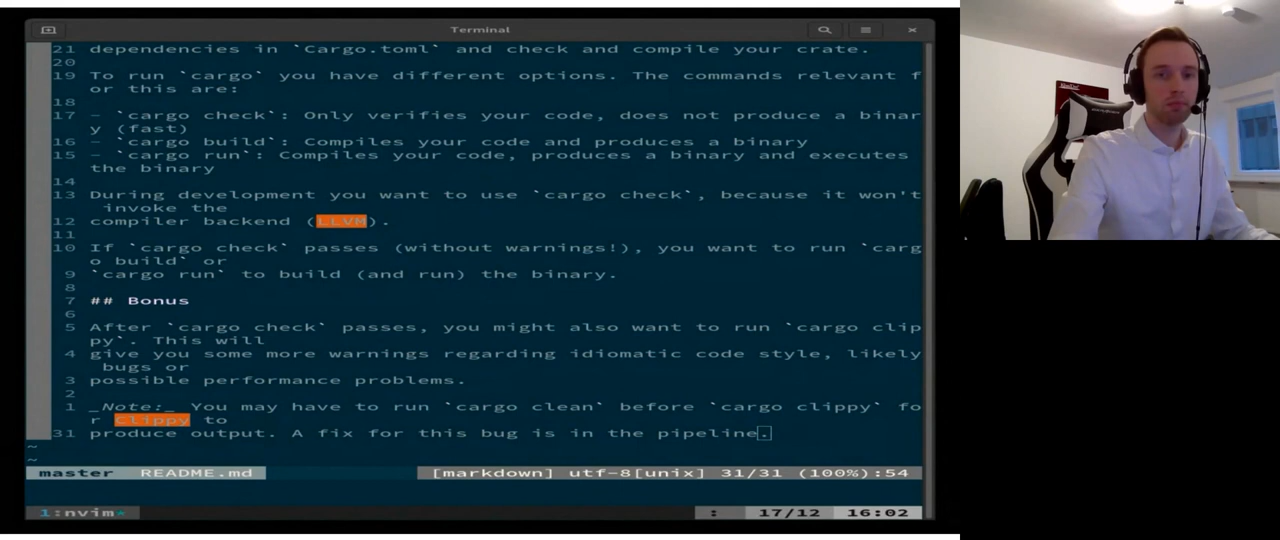 Terminal
21 dependencies in `Cargo.toml` and check and compile your crate.
20
19 To run `cargo` you have different options. The commands relevant f
or this are:
18
17 - `cargo check`: Only verifies your code, does not produce a binar
y (fast)
16 - `cargo build`: Compiles your code and produces a binary
15 - `cargo run`: Compiles your code, produces a binary and executes
the binary
14
13 During development you want to use `cargo check`, because it won't
invoke the
12 compiler backend (LLVM).
11
10 If `cargo check` passes (without warnings!), you want to run `carg
o build` or
9 `cargo run` to build (and run) the binary.
8
7 ## Bonus
6
5 After `cargo check` passes, you might also want to run `cargo clip
py`. This will
4 give you some more warnings regarding idiomatic code style, likely
bugs or
3 possible performance problems.
2
1 _Note:_ You may have to run `cargo clean` before `cargo clippy` fo
r clippy to
31 produce output. A fix for this bug is in the pipeline.
~
~
master README.md [markdown] utf-8[unix] 31/31 (100%):54
1:nvim* : 17/12 16:02